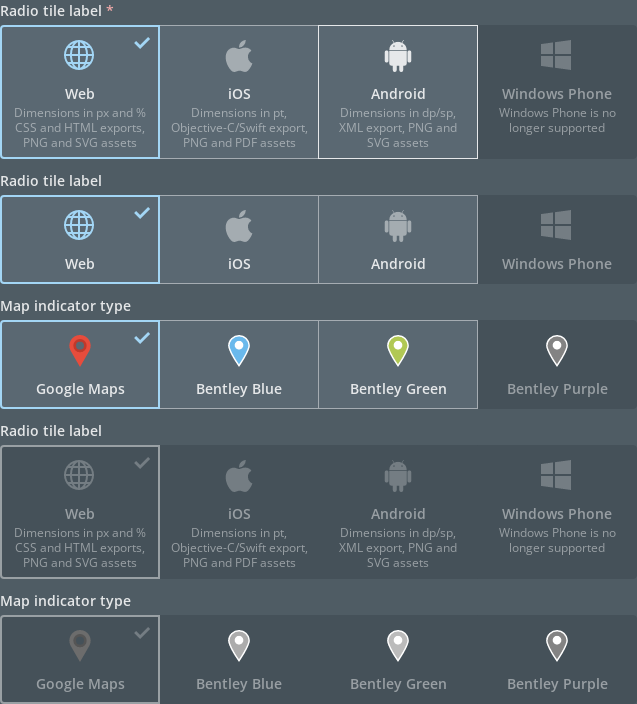 Radio tile label *
Web
iOS
Android
Windows Phone
Dimensions in px and %
CSS and HTML exports,
PNG and SVG assets
Dimensions in pt,
Objective-C/Swift export,
PNG and PDF assets
Dimensions in dp/sp,
XML export, PNG and
SVG assets
Windows Phone is no
longer supported
Radio tile label
Web
iOS
Android
Windows Phone
Map indicator type
Google Maps
Bentley Blue
Bentley Green
Bentley Purple
Radio tile label
Web
iOS
Android
Windows Phone
Dimensions in px and %
CSS and HTML exports,
PNG and SVG assets
Dimensions in pt,
Objective-C/Swift export,
PNG and PDF assets
Dimensions in dp/sp,
XML export, PNG and
SVG assets
Windows Phone is no
longer supported
Map indicator type
Google Maps
Bentley Blue
Bentley Green
Bentley Purple